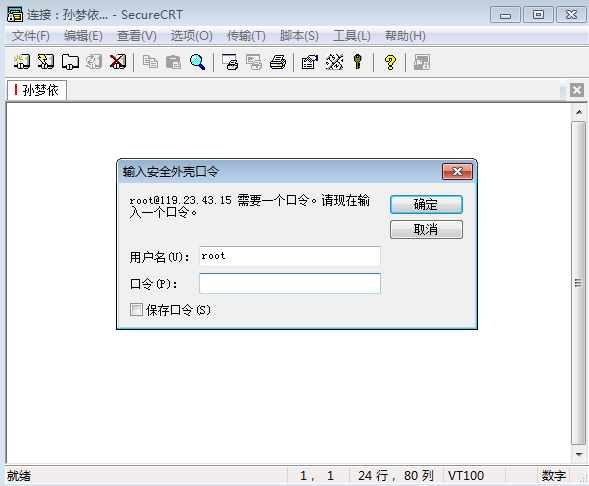 连接：孙梦依... - SecureCRT
文件(F) 编辑(E) 查看(V) 选项(O) 传输(T) 脚本(S) 工具(L) 帮助(H)
孙梦依
输入安全外壳口令
root@119.23.43.15 需要一个口令。请现在输
入一个口令。
确定
取消
用户名(U)： root
口令(P)：
保存口令(S)
就绪 1， 1 24 行， 80 列 VT100 数字